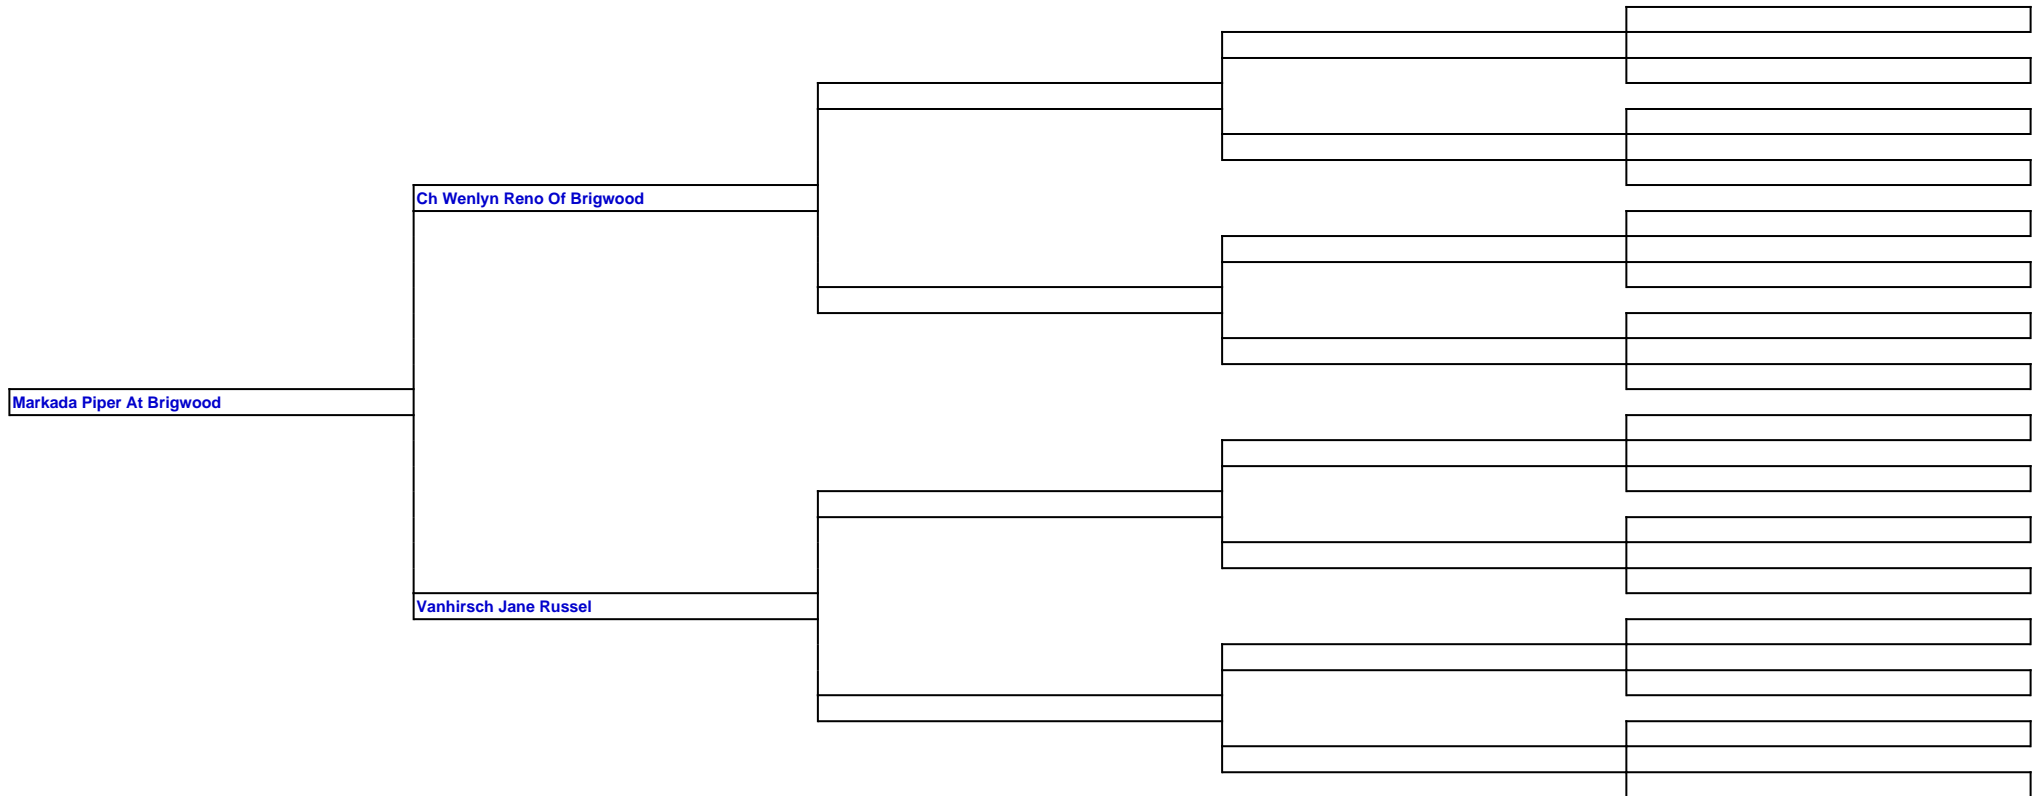 Ch Wenlyn Reno Of Brigwood
Markada Piper At Brigwood
Vanhirsch Jane Russel